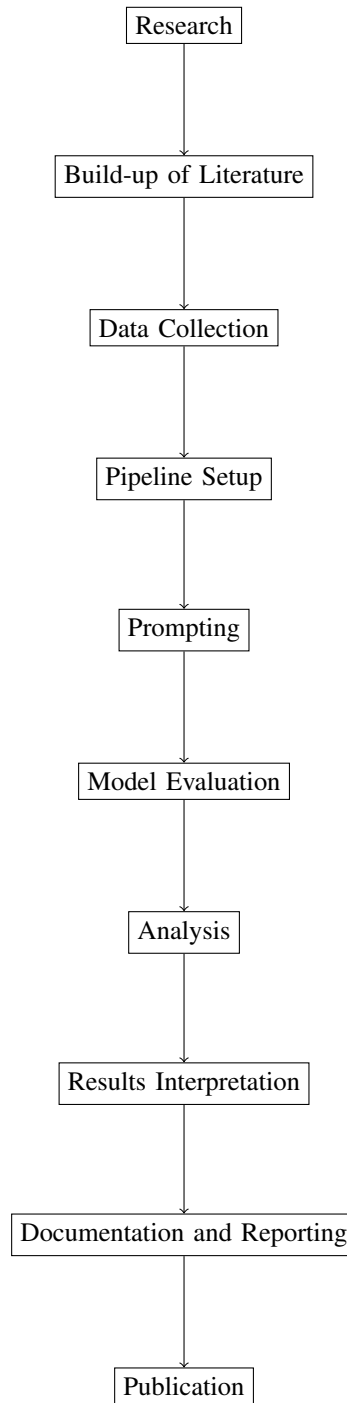 Research
Build-up of Literature
Data Collection
Pipeline Setup
Prompting
Model Evaluation
Analysis
Results Interpretation
Documentation and Reporting
Publication